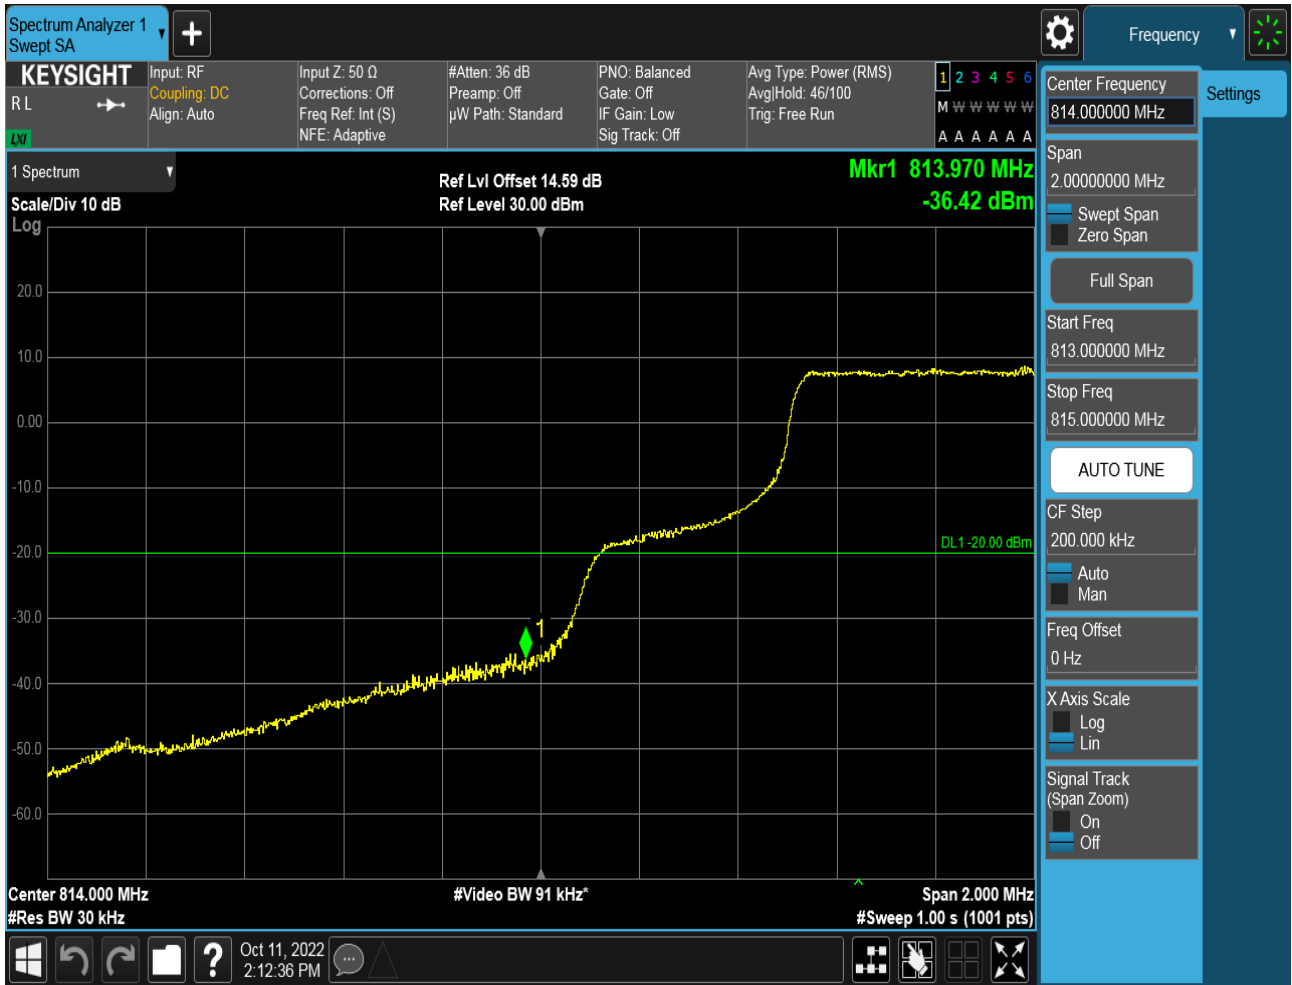 Spectrum Analyzer 1
Swept SA
Frequency
KEYSIGHT
R L
LXI
Input: RF
Coupling: DC
Align: Auto
Input Z: 50 Ω
Corrections: Off
Freq Ref: Int (S)
NFE: Adaptive
#Atten: 36 dB
Preamp: Off
µW Path: Standard
PNO: Balanced
Gate: Off
IF Gain: Low
Sig Track: Off
Avg Type: Power (RMS)
Avg|Hold: 46/100
Trig: Free Run
1 2 3 4 5 6
M W W W W W
A A A A A A
1 Spectrum
Scale/Div 10 dB
Log
Ref Lvl Offset 14.59 dB
Ref Level 30.00 dBm
Mkr1 813.970 MHz
-36.42 dBm
20.0
10.0
0.00
-10.0
-20.0
-30.0
-40.0
-50.0
-60.0
DL1 -20.00 dBm
1
Center 814.000 MHz
#Res BW 30 kHz
#Video BW 91 kHz*
Span 2.000 MHz
#Sweep 1.00 s (1001 pts)
Center Frequency
814.000000 MHz
Settings
Span
2.00000000 MHz
Swept Span
Zero Span
Full Span
Start Freq
813.000000 MHz
Stop Freq
815.000000 MHz
AUTO TUNE
CF Step
200.000 kHz
Auto
Man
Freq Offset
0 Hz
X Axis Scale
Log
Lin
Signal Track
(Span Zoom)
On
Off
?
Oct 11, 2022
2:12:36 PM